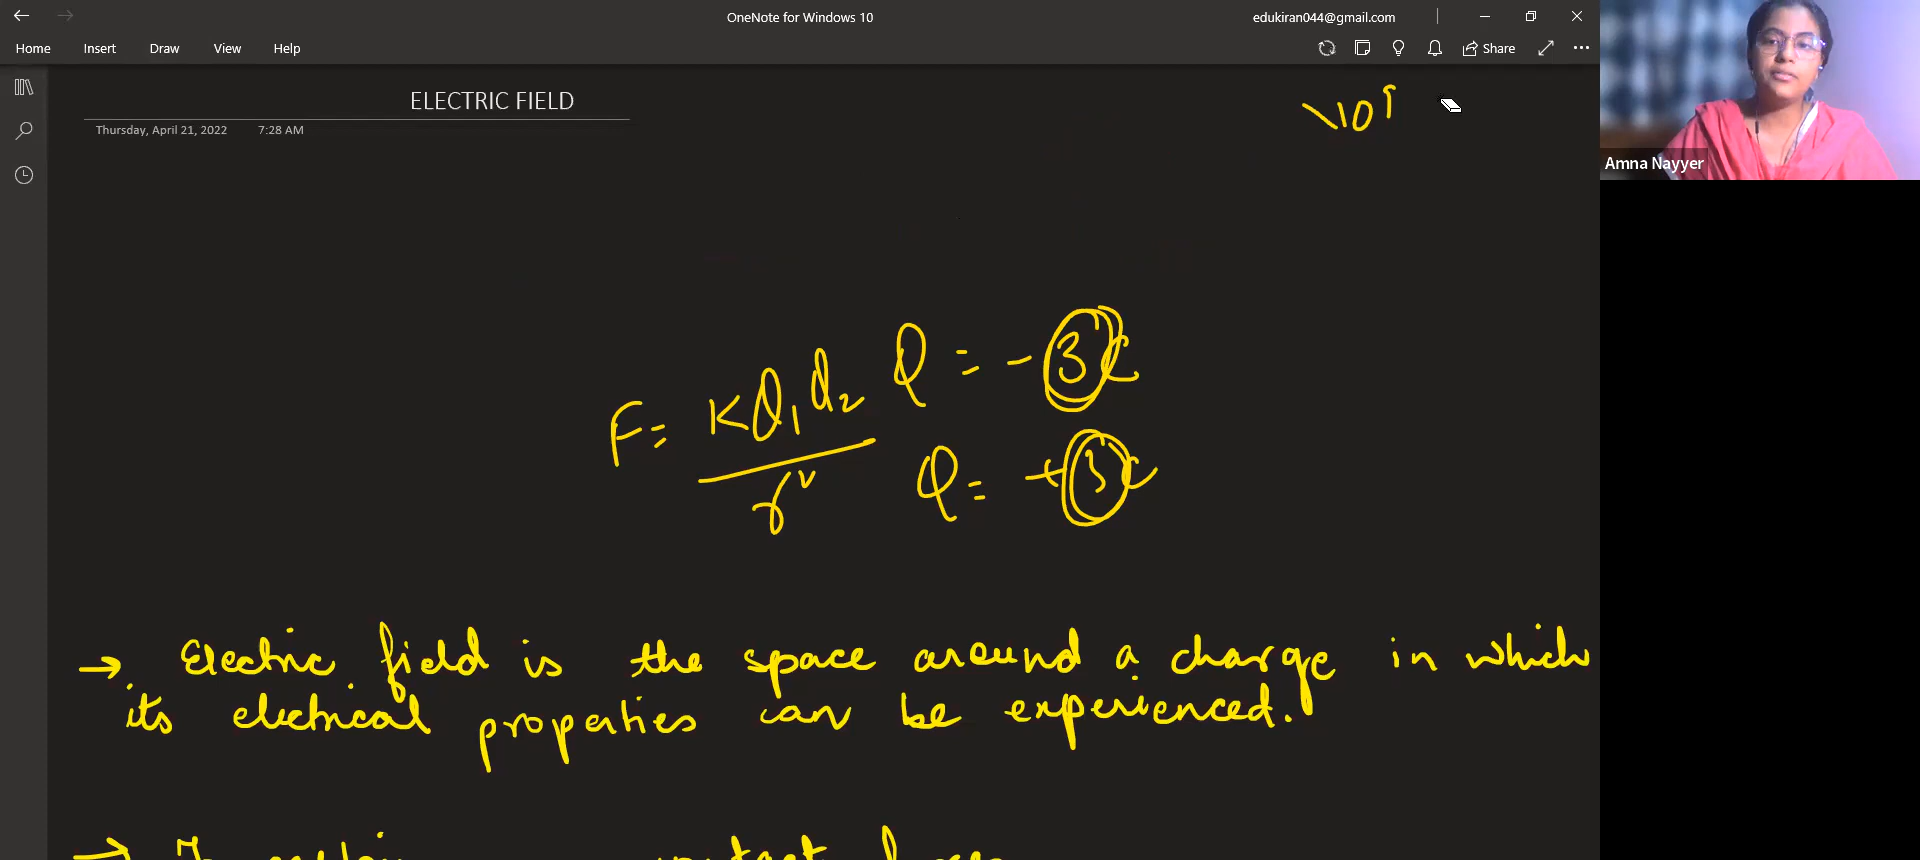 OneNote for Windows 10
edukiran044@gmail.com
Home Insert Draw View Help
Share
ELECTRIC FIELD
Thursday, April 21, 2022 7:28 AM
Amna Nayyer
Q = -3C
F = KQ1Q2
r²
Q = +3C
→ Electric field is the space around a charge in which
its electrical properties can be experienced.